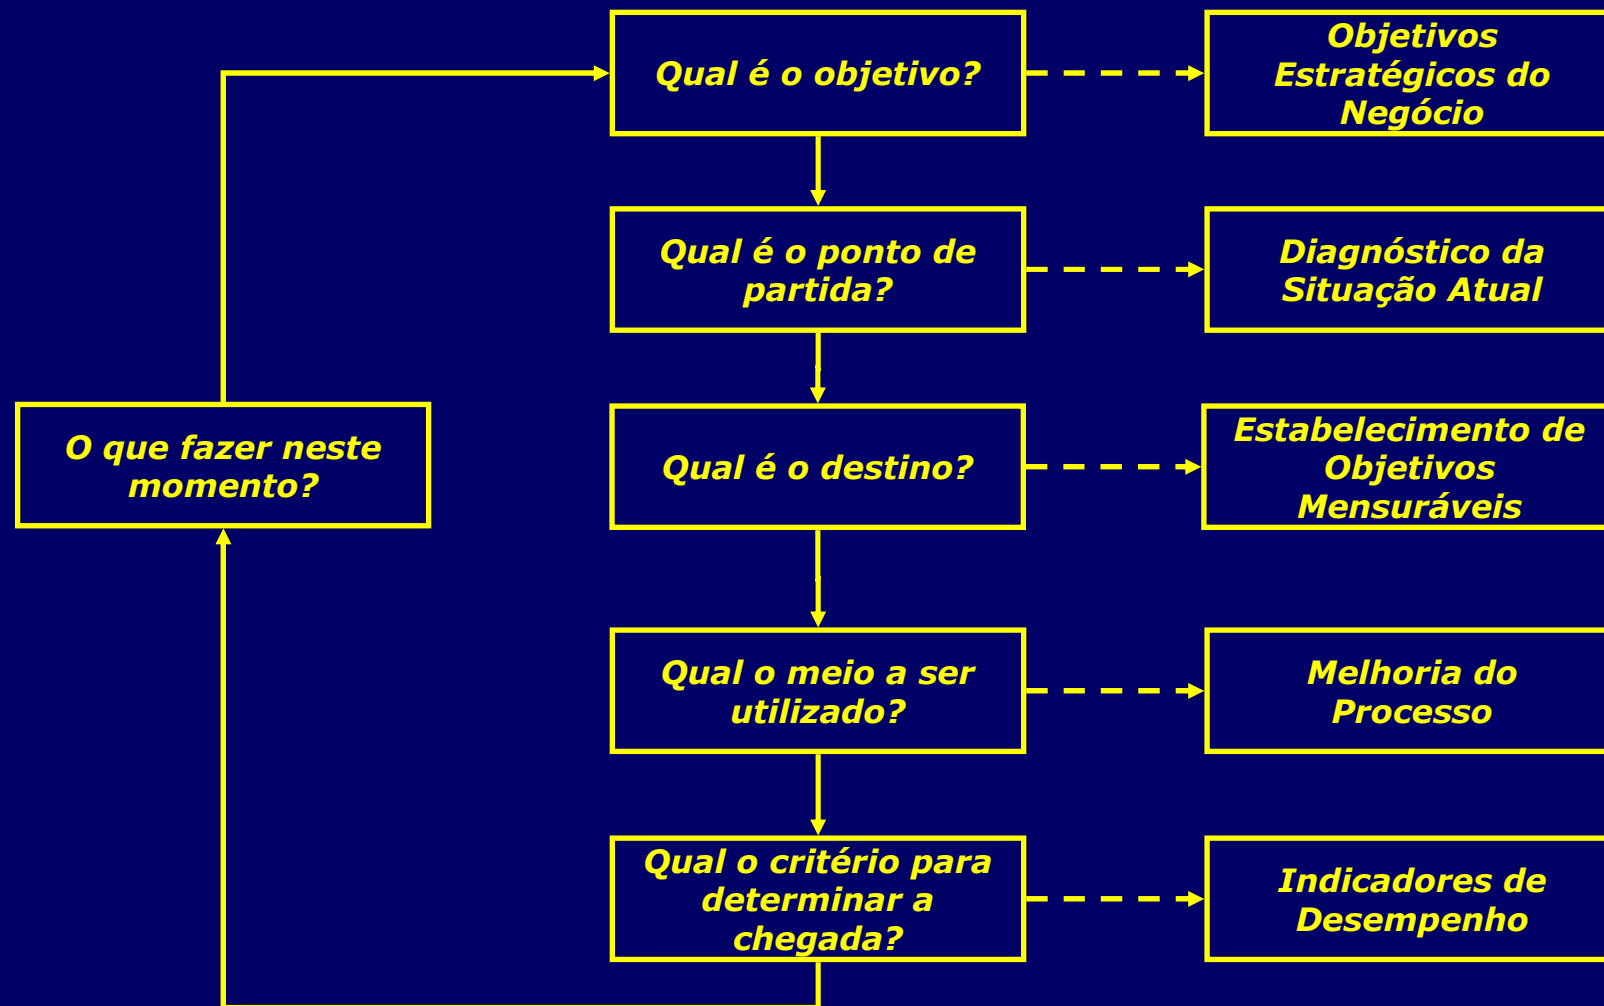 Qual é o objetivo?
Objetivos
Estratégicos do
Negócio
Qual é o ponto de
partida?
Diagnóstico da
Situação Atual
O que fazer neste
momento?
Qual é o destino?
Estabelecimento de
Objetivos
Mensuráveis
Qual o meio a ser
utilizado?
Melhoria do
Processo
Qual o critério para
determinar a
chegada?
Indicadores de
Desempenho